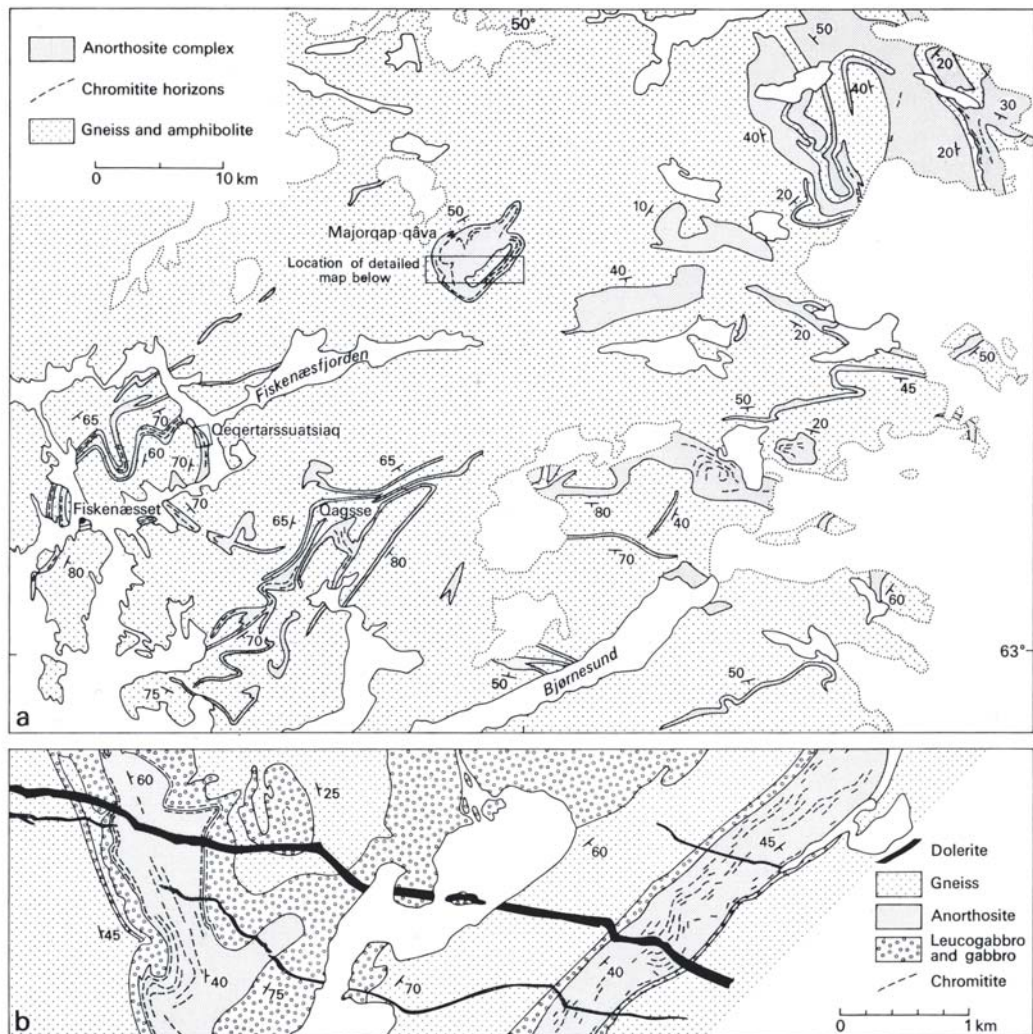 50°
Anorthosite complex
Chromitite horizons
Gneiss and amphibolite
0 10 km
50
20
40
30
40
20
20
50
10
Majorqap qâva
Location of detailed
map below
40
20
50
45
50
20
Fiskenæsfjorden
65
70
Qeqertarssuatsiaq
60
70
65
Fiskenæsset
70
65
Qagsse
80
40
80
80
70
60
70
63°
50
Bjørnesund
50
75
a
60
25
45
60
Dolerite
Gneiss
45
Anorthosite
Leucogabbro
and gabbro
40
75
70
40
Chromitite
0 1 km
b